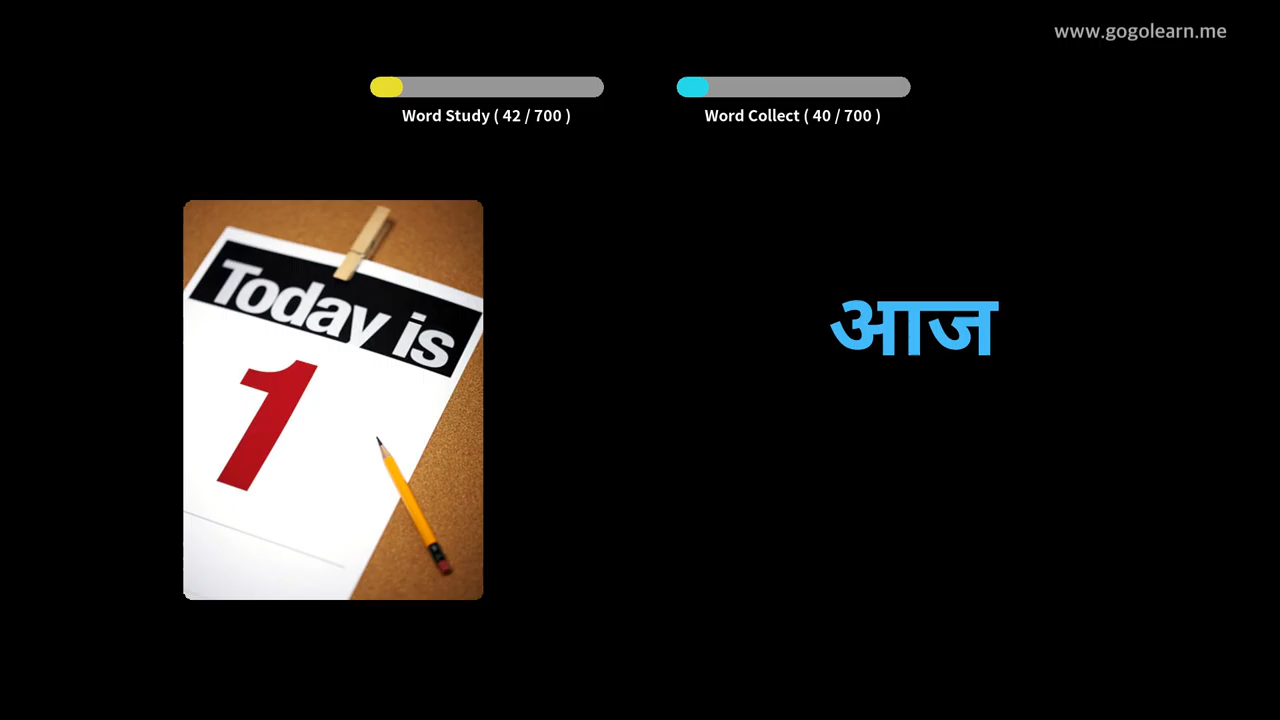 www.gogolearn.me
Word Study ( 42 / 700 )
Word Collect ( 40 / 700 )
Today is
1
आज